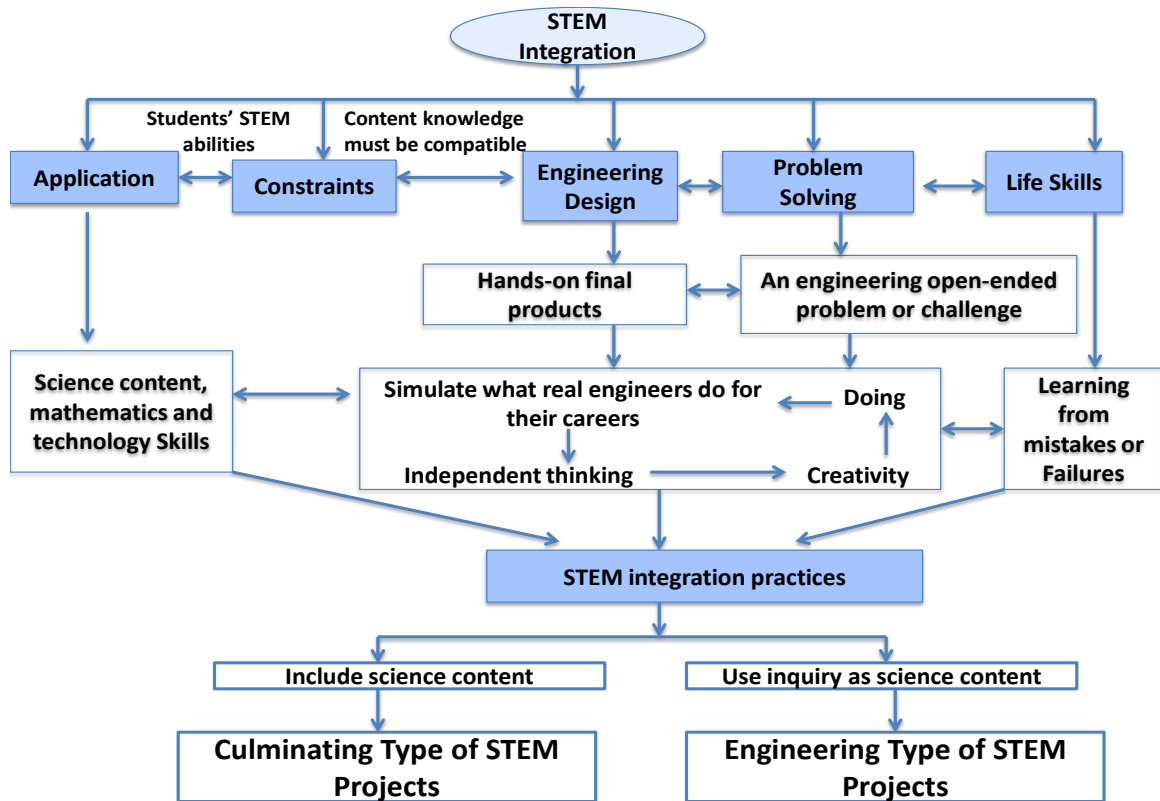 STEM
Integration
Students' STEM
abilities
Content knowledge
must be compatible
Application
Constraints
Engineering
Design
Problem
Solving
Life Skills
Hands-on final
products
An engineering open-ended
problem or challenge
Science content,
mathematics and
technology Skills
Simulate what real engineers do for
their careers
Doing
Independent thinking
Creativity
Learning
from
mistakes or
Failures
STEM integration practices
Include science content
Use inquiry as science content
Culminating Type of STEM
Projects
Engineering Type of STEM
Projects